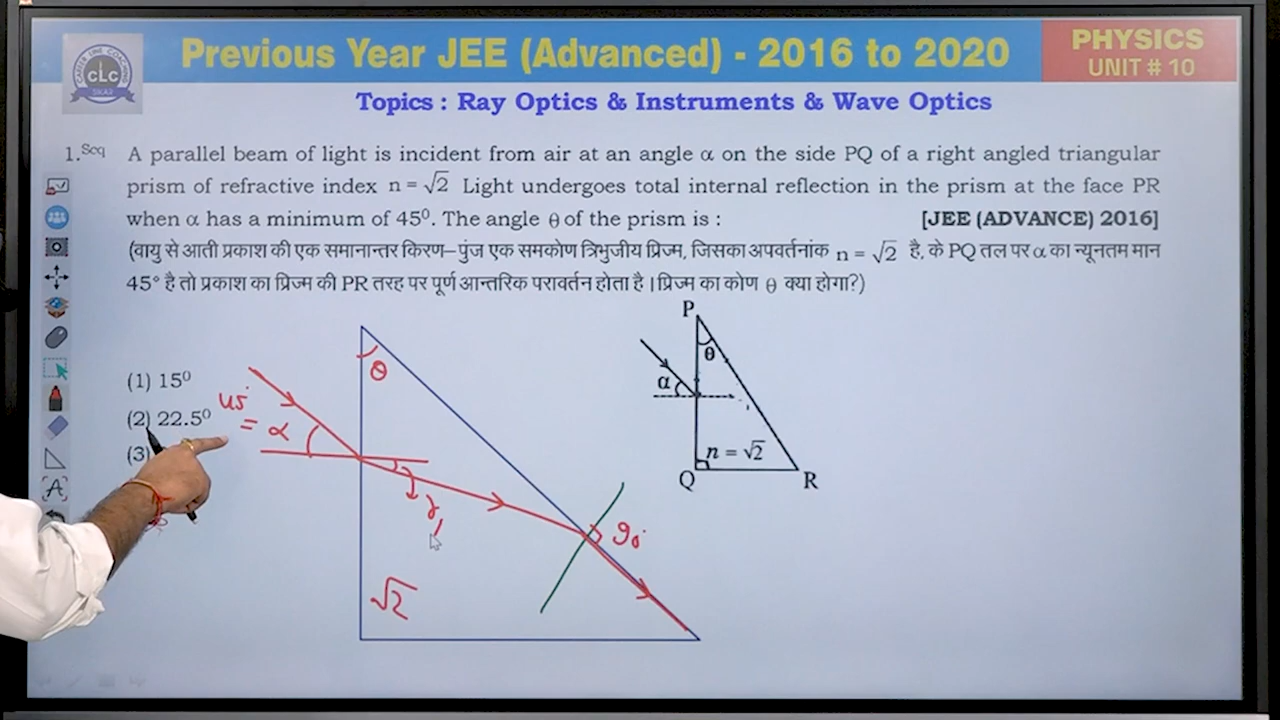 Previous Year JEE (Advanced) - 2016 to 2020
PHYSICS
UNIT # 10
CLC
SIKAR
Topics : Ray Optics & Instruments & Wave Optics
1.Scq A parallel beam of light is incident from air at an angle α on the side PQ of a right angled triangular
prism of refractive index n = √2 Light undergoes total internal reflection in the prism at the face PR
when α has a minimum of 45⁰. The angle θ of the prism is : [JEE (ADVANCE) 2016]
(वायु से आती प्रकाश की एक समानान्तर किरण–पुंज एक समकोण त्रिभुजीय प्रिज्म, जिसका अपवर्तनांक n = √2 है, के PQ तल पर α का न्यूनतम मान
45° है तो प्रकाश का प्रिज्म की PR तरह पर पूर्ण आन्तरिक परावर्तन होता है। प्रिज्म का कोण θ क्या होगा?)
P
θ
α
n = √2
Q R
(1) 15⁰
(2) 22.5⁰
(3)
θ
45°
= α
r₁
90°
√2